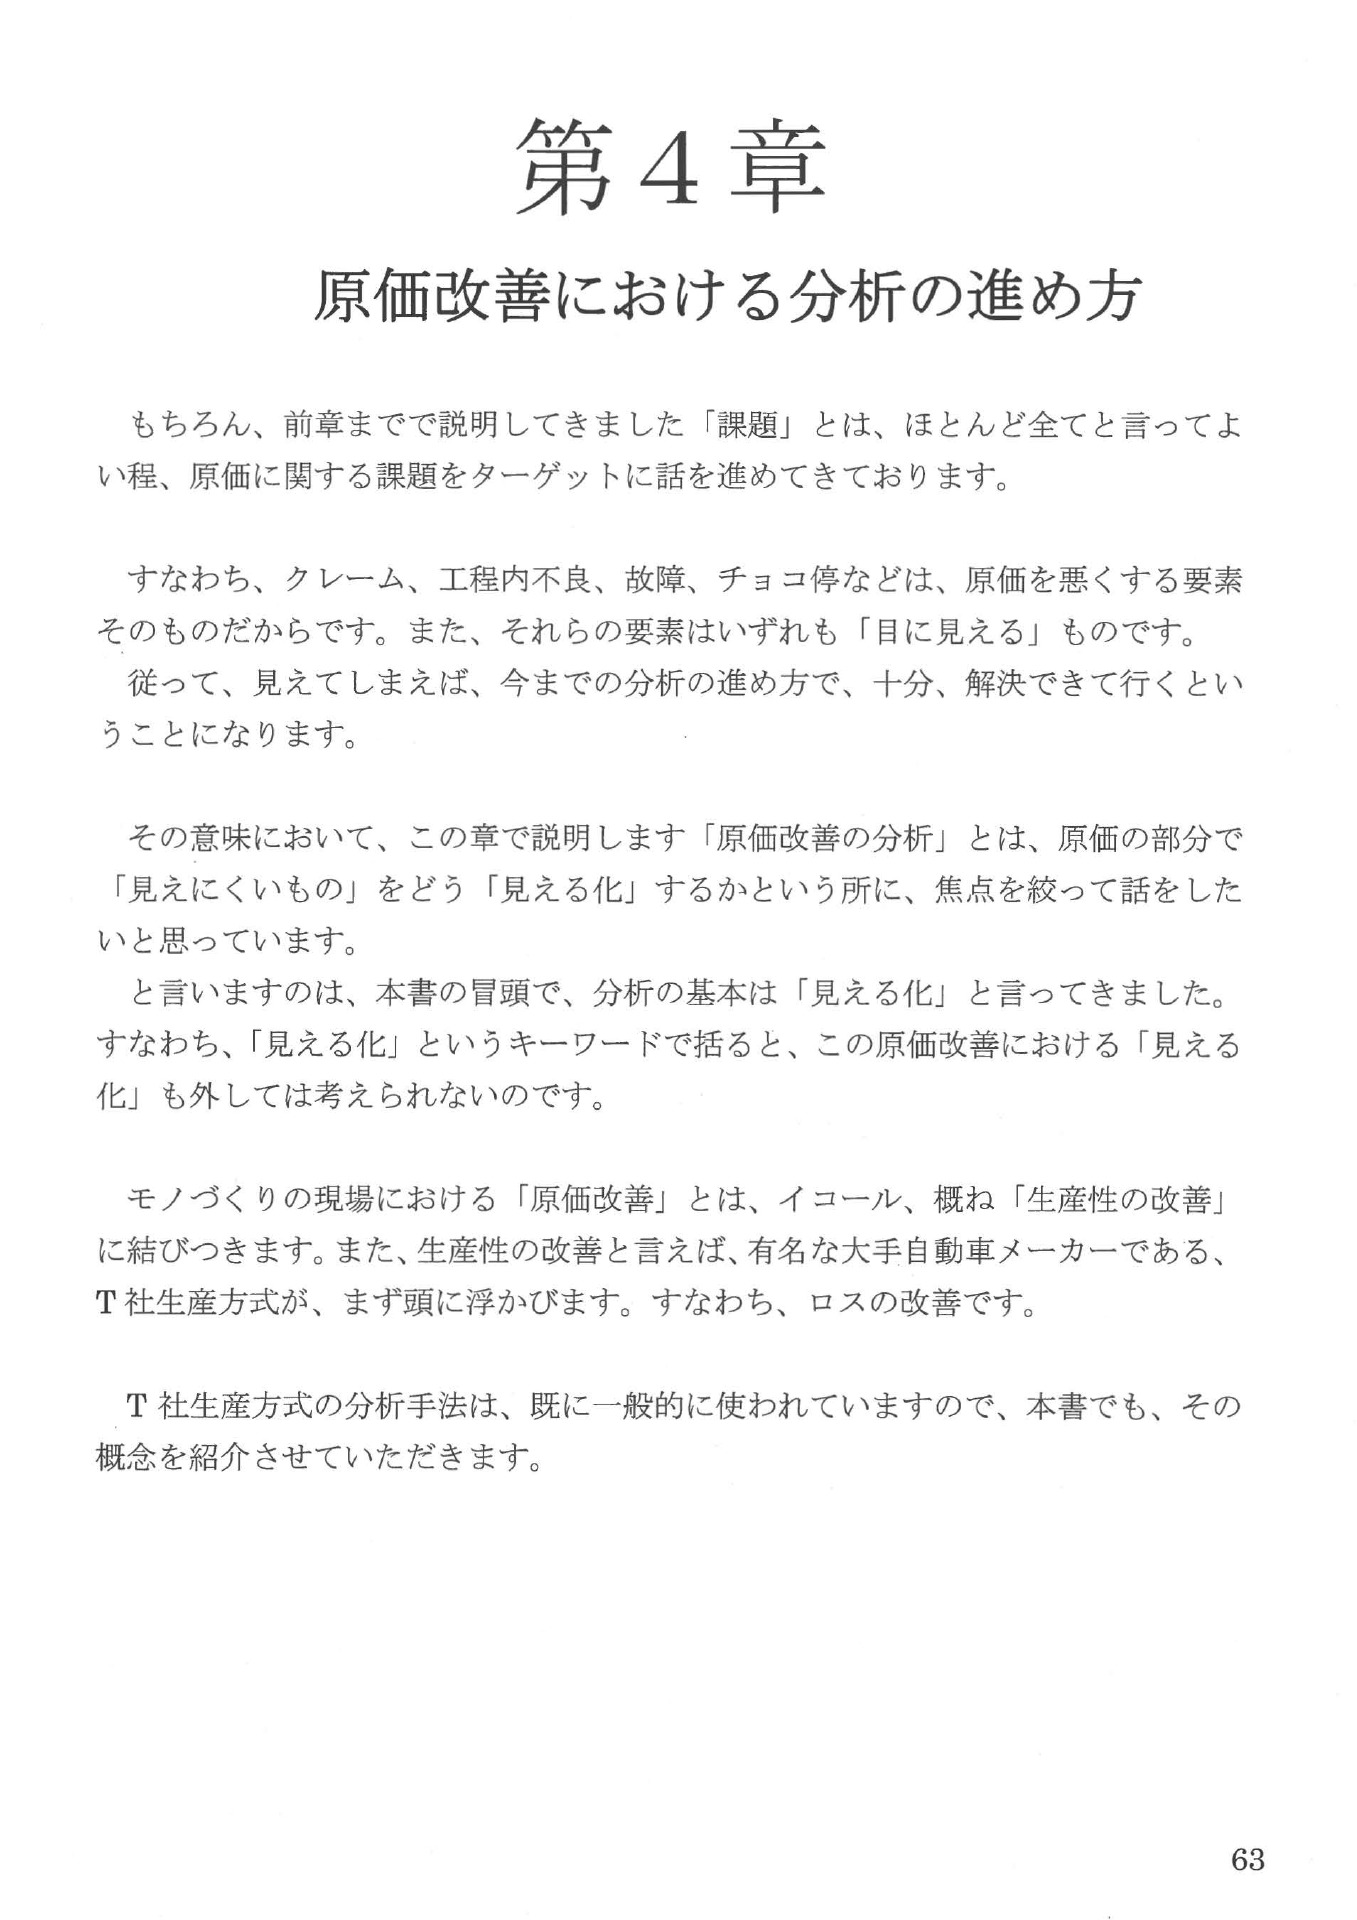 第４章
原価改善における分析の進め方
もちろん、前章までで説明してきました「課題」とは、ほとんど全てと言ってよ
い程、原価に関する課題をターゲットに話を進めてきております。
すなわち、クレーム、工程内不良、故障、チョコ停などは、原価を悪くする要素
そのものだからです。また、それらの要素はいずれも「目に見える」ものです。
従って、見えてしまえば、今までの分析の進め方で、十分、解決できて行くとい
うことになります。
その意味において、この章で説明します「原価改善の分析」とは、原価の部分で
「見えにくいもの」をどう「見える化」するかという所に、焦点を絞って話をした
いと思っています。
と言いますのは、本書の冒頭で、分析の基本は「見える化」と言ってきました。
すなわち、「見える化」というキーワードで括ると、この原価改善における「見える
化」も外しては考えられないのです。
モノづくりの現場における「原価改善」とは、イコール、概ね「生産性の改善」
に結びつきます。また、生産性の改善と言えば、有名な大手自動車メーカーである、
T 社生産方式が、まず頭に浮かびます。すなわち、ロスの改善です。
T 社生産方式の分析手法は、既に一般的に使われていますので、本書でも、その
概念を紹介させていただきます。
63